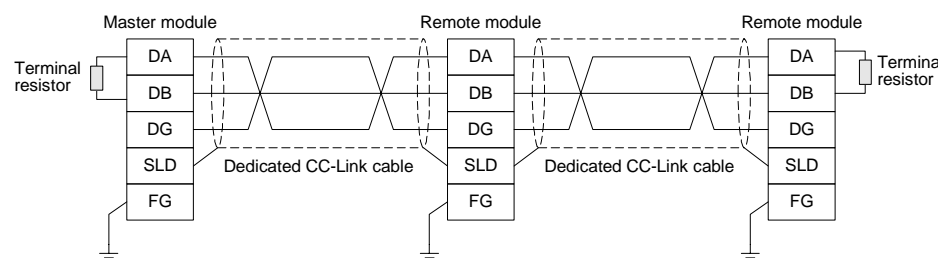 Master module
Remote module
Remote module
Terminal
resistor
DA
DB
DG
SLD
FG
Dedicated CC-Link cable
DA
DB
DG
SLD
FG
Dedicated CC-Link cable
DA
DB
DG
SLD
FG
Terminal
resistor